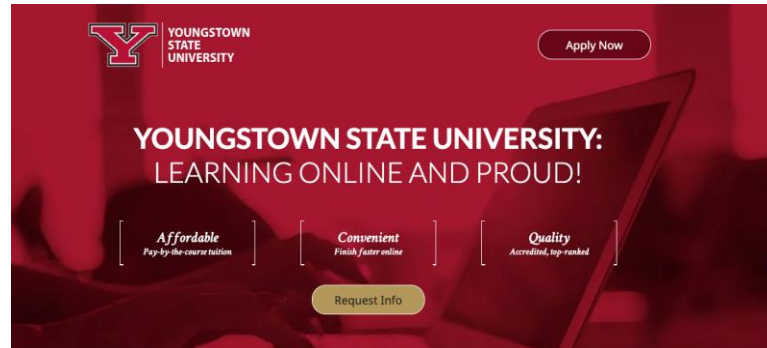 YOUNGSTOWN
STATE
UNIVERSITY
Apply Now
YOUNGSTOWN STATE UNIVERSITY:
LEARNING ONLINE AND PROUD!
Affordable
Pay-by-the-course tuition
Convenient
Finish faster online
Quality
Accredited, top-ranked
Request Info